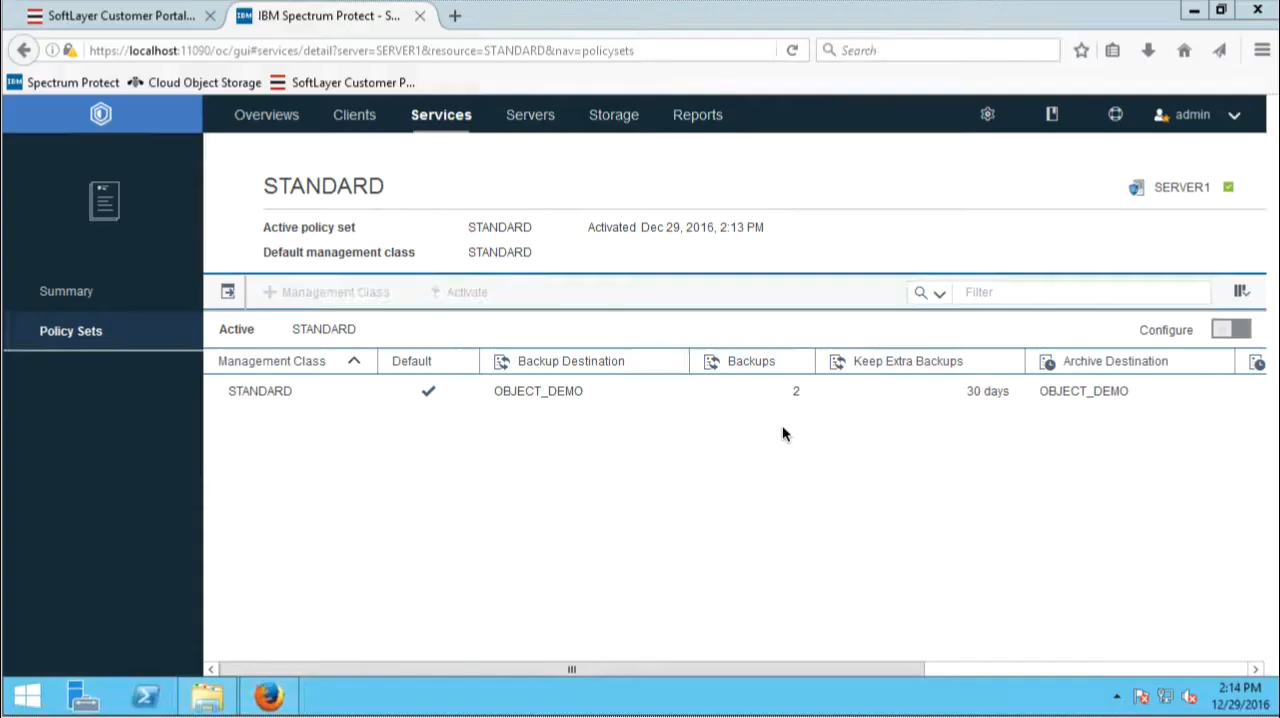 SoftLayer Customer Portal...
IBM Spectrum Protect - S...
https://localhost:11090/oc/gui#services/detail?server=SERVER1&resource=STANDARD&nav=policysets
Search
Spectrum Protect Cloud Object Storage SoftLayer Customer P...
Overviews Clients Services Servers Storage Reports admin
STANDARD
SERVER1
Active policy set STANDARD Activated Dec 29, 2016, 2:13 PM
Default management class STANDARD
Summary
Management Class Activate Filter
Policy Sets
Active STANDARD Configure
Management Class Default Backup Destination Backups Keep Extra Backups Archive Destination
STANDARD OBJECT_DEMO 2 30 days OBJECT_DEMO
2:14 PM
12/29/2016